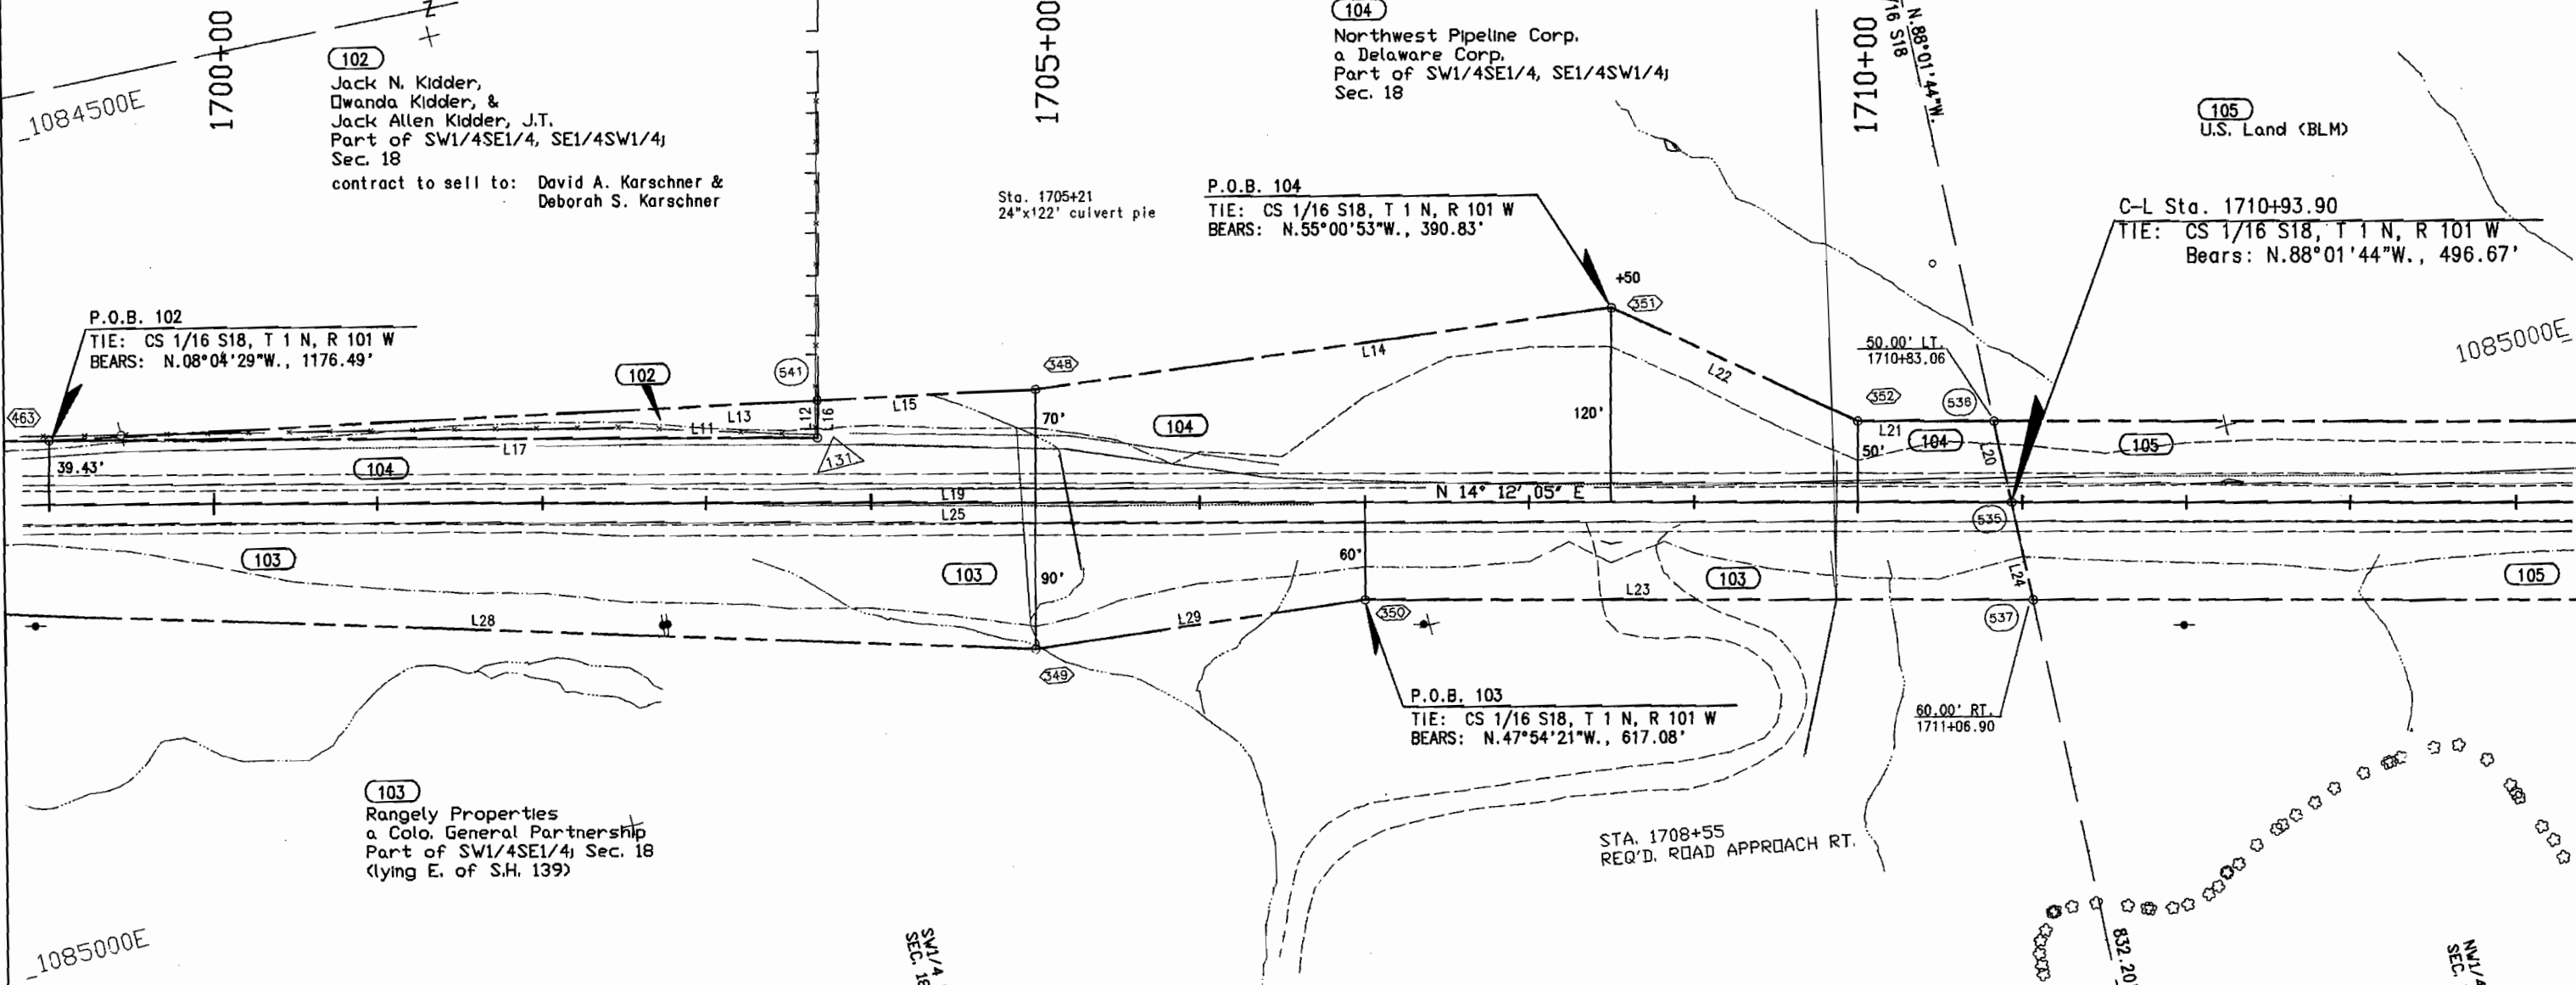 1700+00
1705+00
1710+00
N
1084500E
102
Jack N. Kidder,
Owanda Kidder, &
Jack Allen Kidder, J.T.
Part of SW1/4SE1/4, SE1/4SW1/4;
Sec. 18
contract to sell to: David A. Karschner &
Deborah S. Karschner
104
Northwest Pipeline Corp.
a Delaware Corp.
Part of SW1/4SE1/4, SE1/4SW1/4;
Sec. 18
N.88°01'44"W.
1/16 S18
105
U.S. Land (BLM)
Sta. 1705+21
24"x122' culvert pie
P.O.B. 104
TIE: CS 1/16 S18, T 1 N, R 101 W
BEARS: N.55°00'53"W., 390.83'
C-L Sta. 1710+93.90
TIE: CS 1/16 S18, T 1 N, R 101 W
Bears: N.88°01'44"W., 496.67'
P.O.B. 102
TIE: CS 1/16 S18, T 1 N, R 101 W
BEARS: N.08°04'29"W., 1176.49'
+50
351
1085000E
50.00' LT.
1710+83.06
463
102
541
348
L14
L22
352
536
L13
L12
L16
L15
70'
120'
104
L11
L17
131
39.43'
104
50'
L21
104
L20
105
L19
N 14° 12' 05" E
L25
535
103
103
90'
60'
103
L24
105
L23
L28
L29
350
537
349
P.O.B. 103
TIE: CS 1/16 S18, T 1 N, R 101 W
BEARS: N.47°54'21"W., 617.08'
60.00' RT.
1711+06.90
103
Rangely Properties
a Colo. General Partnership
Part of SW1/4SE1/4; Sec. 18
(lying E. of S.H. 139)
STA. 1708+55
REQ'D. ROAD APPROACH RT.
1085000E
SW1/4
SEC. 18
832.20'
NW1/4
SEC.